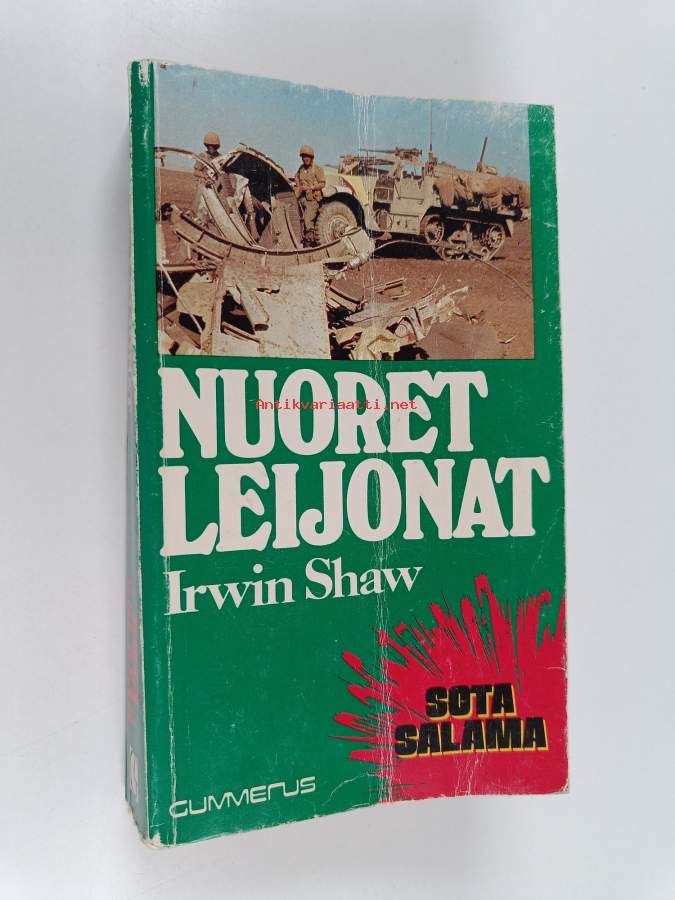 NUORET
Antikvariaatti.net
LEIJONAT
Irwin Shaw
SOTA
SALAMA
GUMMERUS